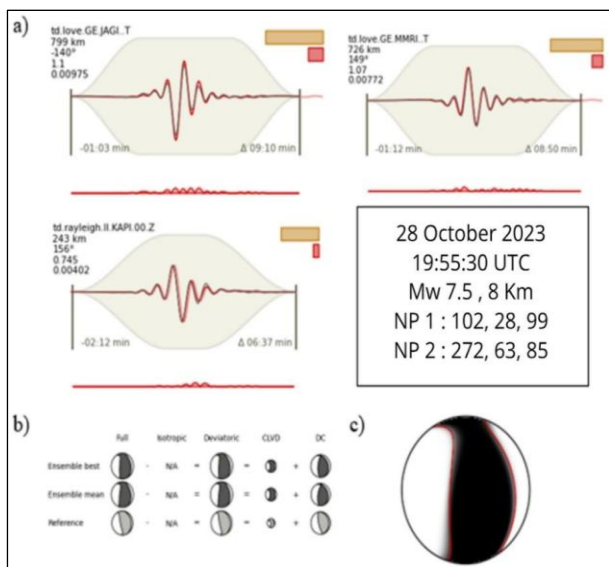 a)
td.love.GE.JAGI..T
799 km
-140°
1.1
0.00975
-01:03 min
Δ 09:10 min
td.love.GE.MMRI..T
726 km
149°
1.07
0.00772
-01:12 min
Δ 08:50 min
td.rayleigh.II.KAPI.00.Z
243 km
156°
0.745
0.00402
-02:12 min
Δ 06:37 min
28 October 2023
19:55:30 UTC
Mw 7.5 , 8 Km
NP 1 : 102, 28, 99
NP 2 : 272, 63, 85
b)
Full Isotropic Deviatoric CLVD DC
Ensemble best - N/A = = +
Ensemble mean - N/A = = +
Reference - N/A = = +
c)